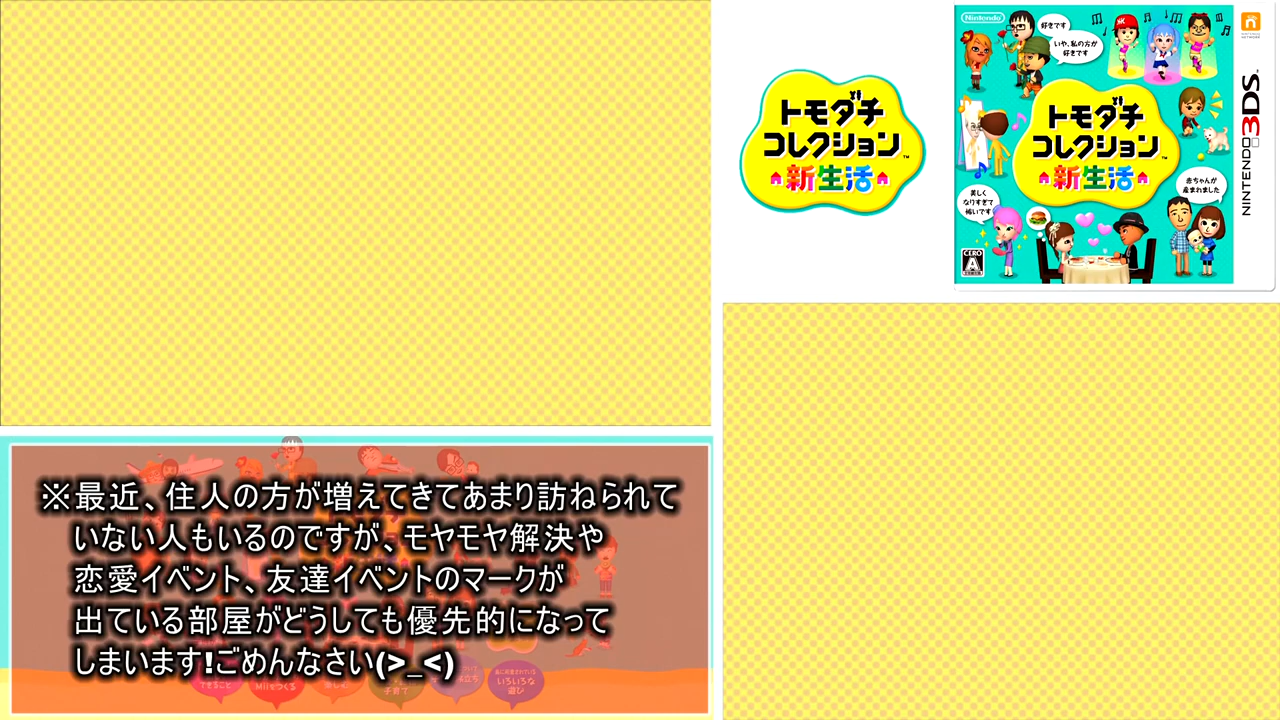 トモダチ
コレクション
新生活
Nintendo
好きです
いや、私の方が
好きです
トモダチ
コレクション
新生活
赤ちゃんが
産まれました
美しく
なりすぎて
怖いです
CERO
A
NINTENDO 3DS
※最近、住人の方が増えてきてあまり訪ねられて
いない人もいるのですが、モヤモヤ解決や
恋愛イベント、友達イベントのマークが
出ている部屋がどうしても優先的になって
しまいます!ごめんなさい(>_<)
できること
Miiをつくる
子育て
いろいろな
遊び